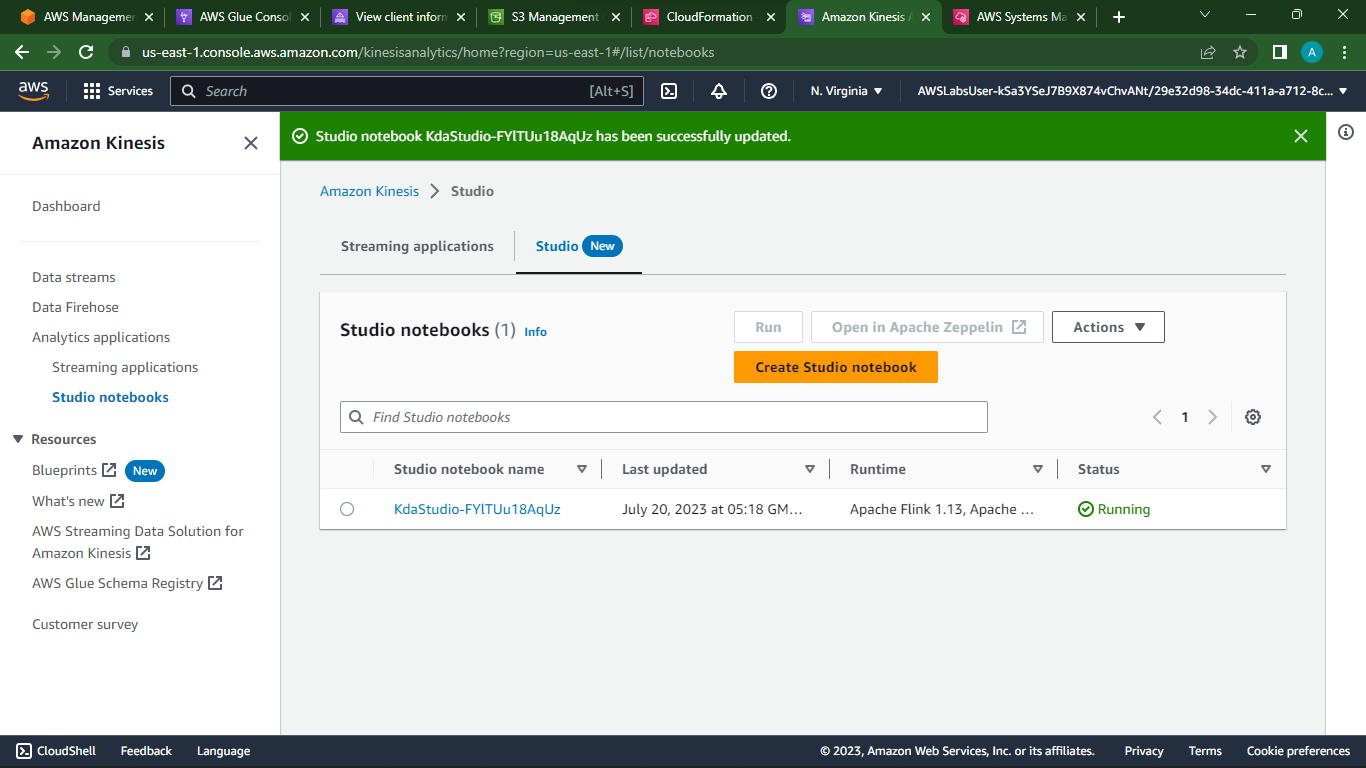 AWS Managemen
AWS Glue Consol
View client inform
S3 Management
CloudFormation
Amazon Kinesis A
AWS Systems Ma
us-east-1.console.aws.amazon.com/kinesisanalytics/home?region=us-east-1#/list/notebooks
A
aws
Services
Search
[Alt+S]
N. Virginia
AWSLabsUser-kSa3YSeJ7B9X874vChvANt/29e32d98-34dc-411a-a712-8c...
Amazon Kinesis
Dashboard
Data streams
Data Firehose
Analytics applications
Streaming applications
Studio notebooks
Resources
Blueprints New
What's new
AWS Streaming Data Solution for
Amazon Kinesis
AWS Glue Schema Registry
Customer survey
Studio notebook KdaStudio-FYlTUu18AqUz has been successfully updated.
Amazon Kinesis > Studio
Streaming applications
Studio New
Studio notebooks (1) Info
Run
Open in Apache Zeppelin
Actions
Create Studio notebook
Find Studio notebooks
1
Studio notebook name Last updated Runtime Status
KdaStudio-FYlTUu18AqUz July 20, 2023 at 05:18 GM... Apache Flink 1.13, Apache ... Running
CloudShell Feedback Language © 2023, Amazon Web Services, Inc. or its affiliates. Privacy Terms Cookie preferences